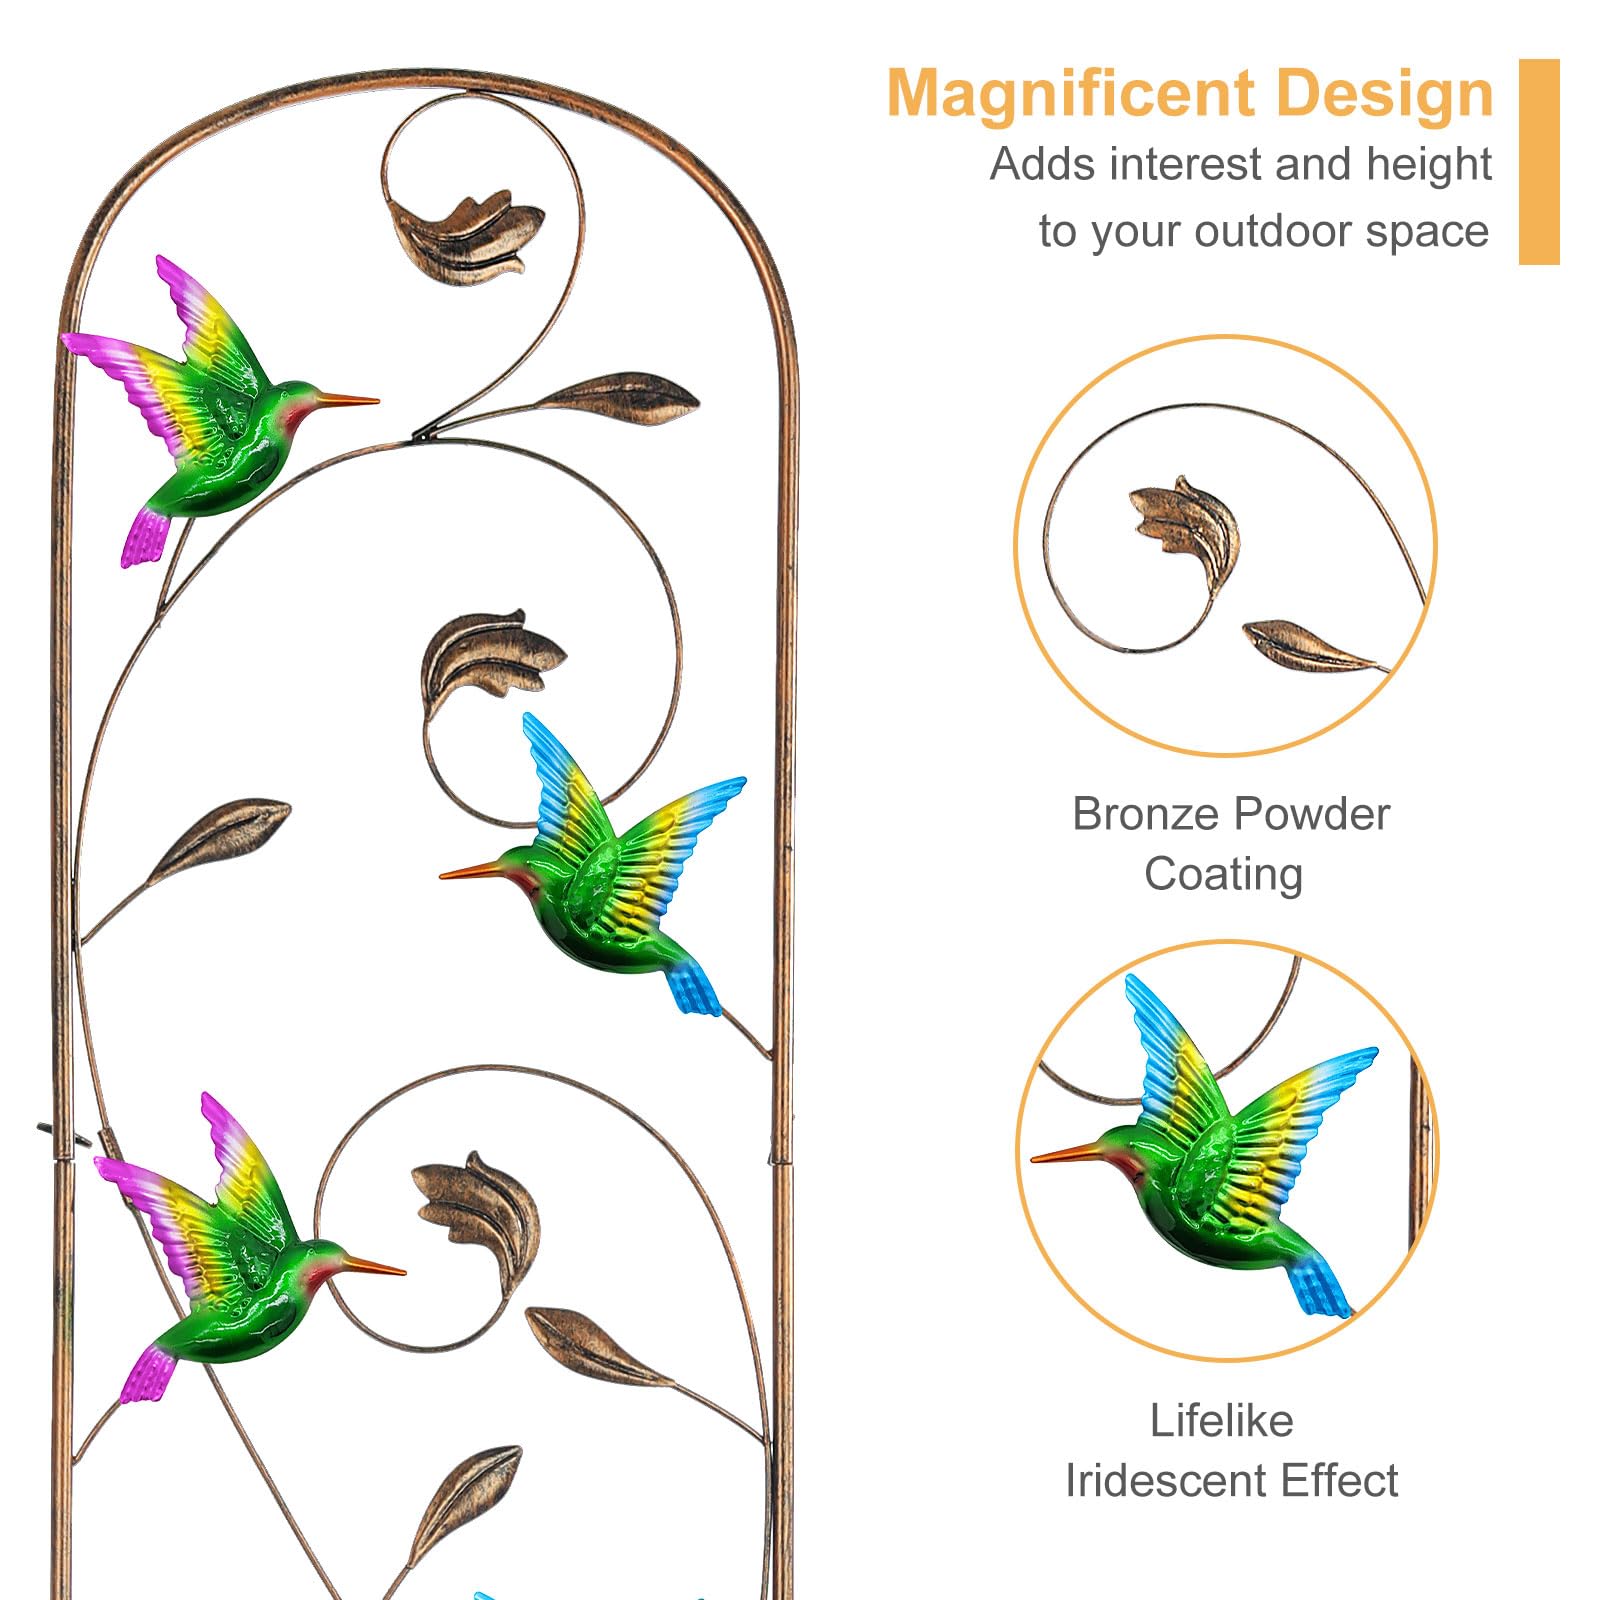 Magnificent Design
Adds interest and height
to your outdoor space
Bronze Powder
Coating
Lifelike
Iridescent Effect